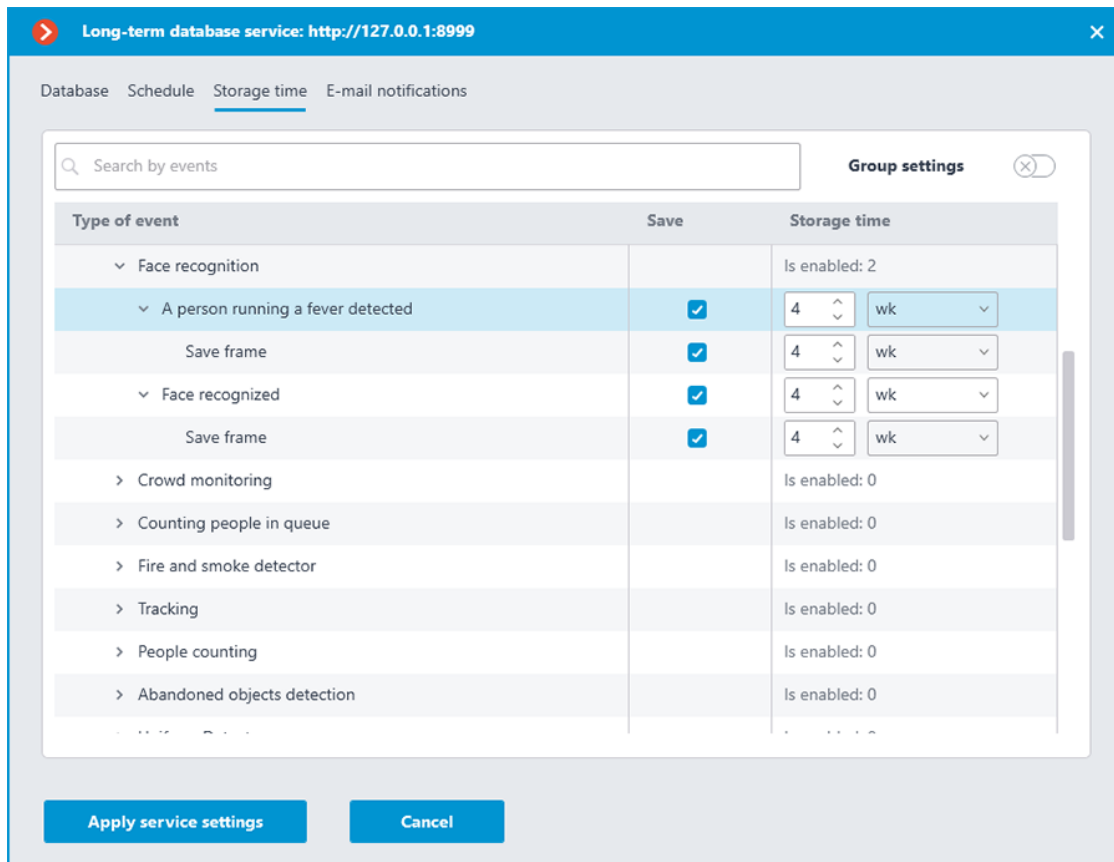 Long-term database service: http://127.0.0.1:8999
Database Schedule Storage time E-mail notifications
Search by events Group settings
Type of event Save Storage time
Face recognition Is enabled: 2
A person running a fever detected 4 wk
Save frame 4 wk
Face recognized 4 wk
Save frame 4 wk
Crowd monitoring Is enabled: 0
Counting people in queue Is enabled: 0
Fire and smoke detector Is enabled: 0
Tracking Is enabled: 0
People counting Is enabled: 0
Abandoned objects detection Is enabled: 0
Apply service settings Cancel